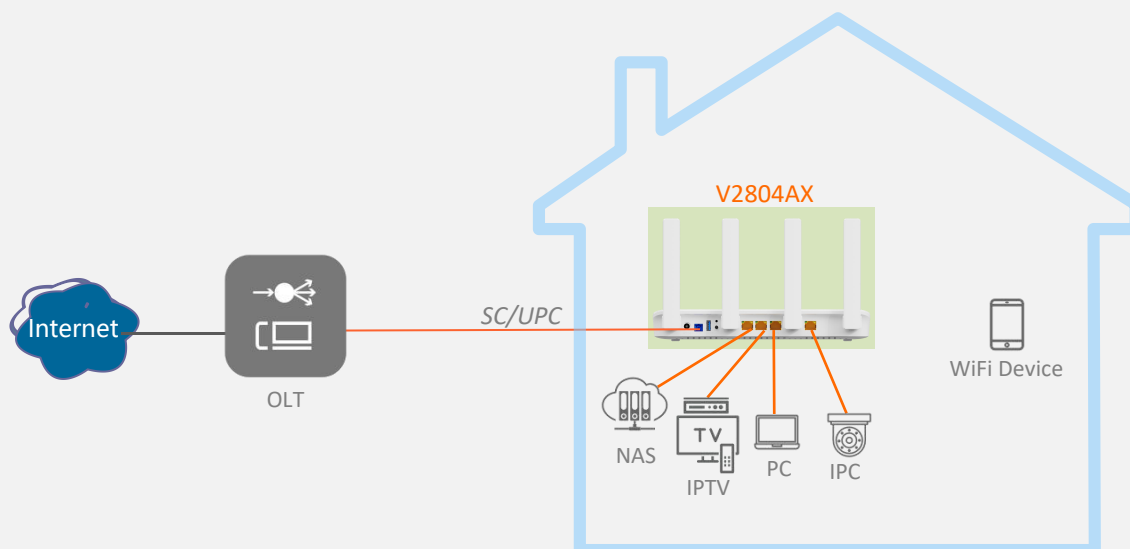 V2804AX
SC/UPC
Internet
OLT
WiFi Device
TV
NAS
IPTV
PC
IPC